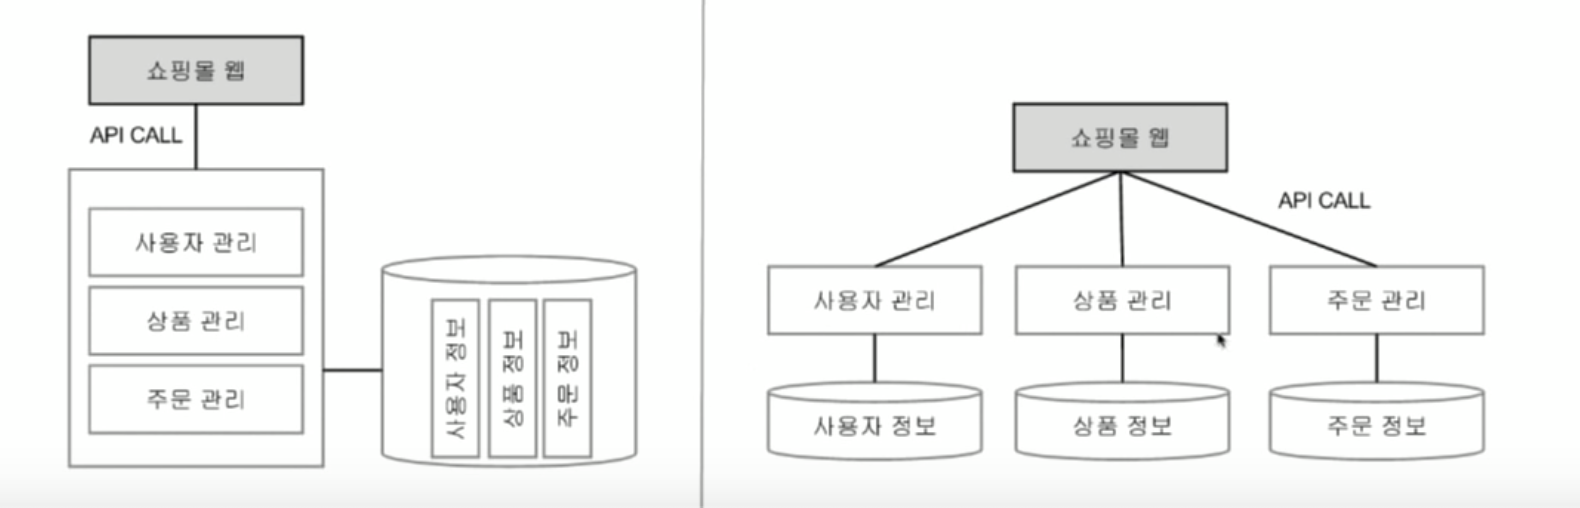 쇼핑몰 웹
API CALL
사용자 관리
상품 관리
주문 관리
사용자 정보
상품 정보
주문 정보
쇼핑몰 웹
API CALL
사용자 관리
상품 관리
주문 관리
사용자 정보
상품 정보
주문 정보